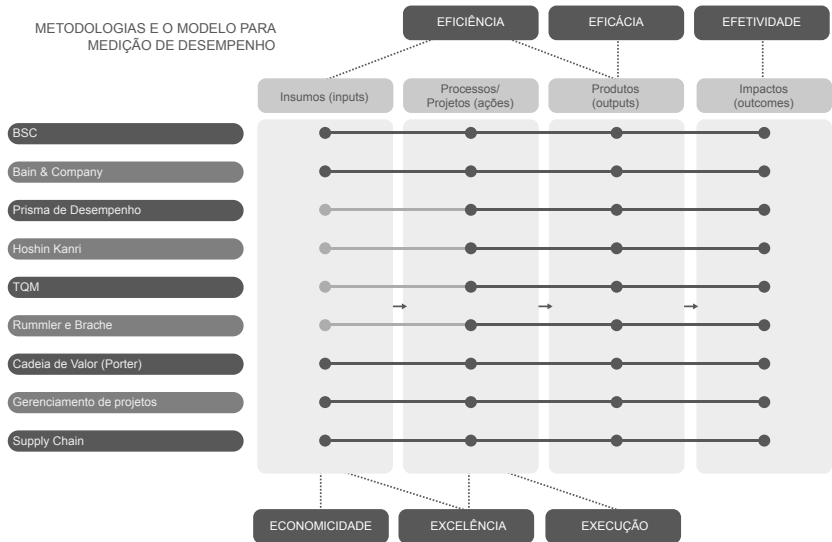 METODOLOGIAS E O MODELO PARA
MEDIÇÃO DE DESEMPENHO
EFICIÊNCIA
EFICÁCIA
EFETIVIDADE
Insumos (inputs)
Processos/
Projetos (ações)
Produtos
(outputs)
Impactos
(outcomes)
BSC
Bain & Company
Prisma de Desempenho
Hoshin Kanri
TQM
Rummler e Brache
Cadeia de Valor (Porter)
Gerenciamento de projetos
Supply Chain
ECONOMICIDADE
EXCELÊNCIA
EXECUÇÃO